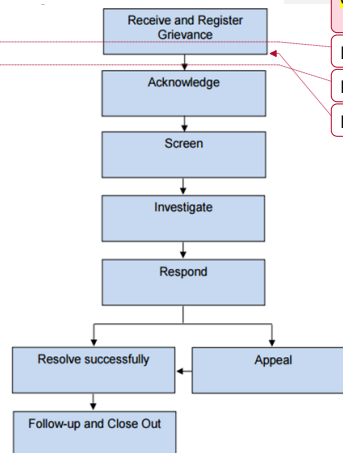 Receive and Register
Grievance
Acknowledge
Screen
Investigate
Respond
Resolve successfully
Appeal
Follow-up and Close Out